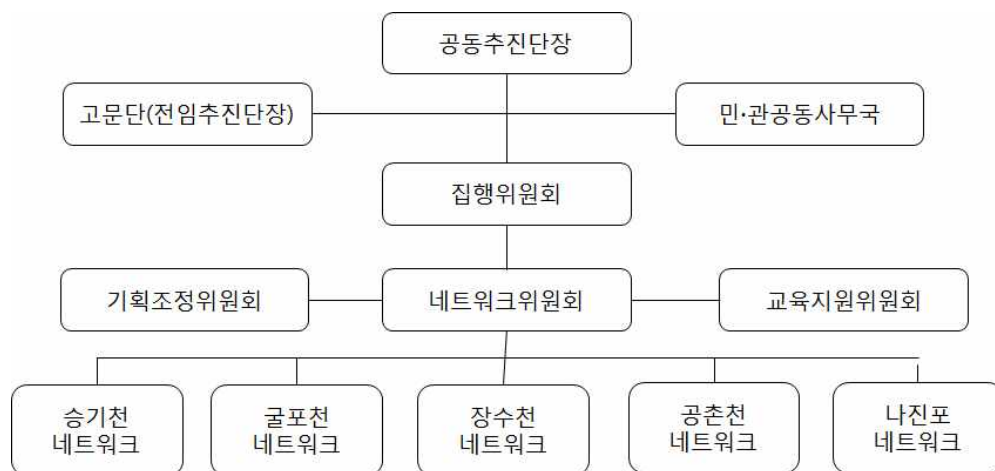 공동추진단장
고문단(전임추진단장)
민·관공동사무국
집행위원회
기획조정위원회
네트워크위원회
교육지원위원회
승기천
네트워크
굴포천
네트워크
장수천
네트워크
공촌천
네트워크
나진포
네트워크